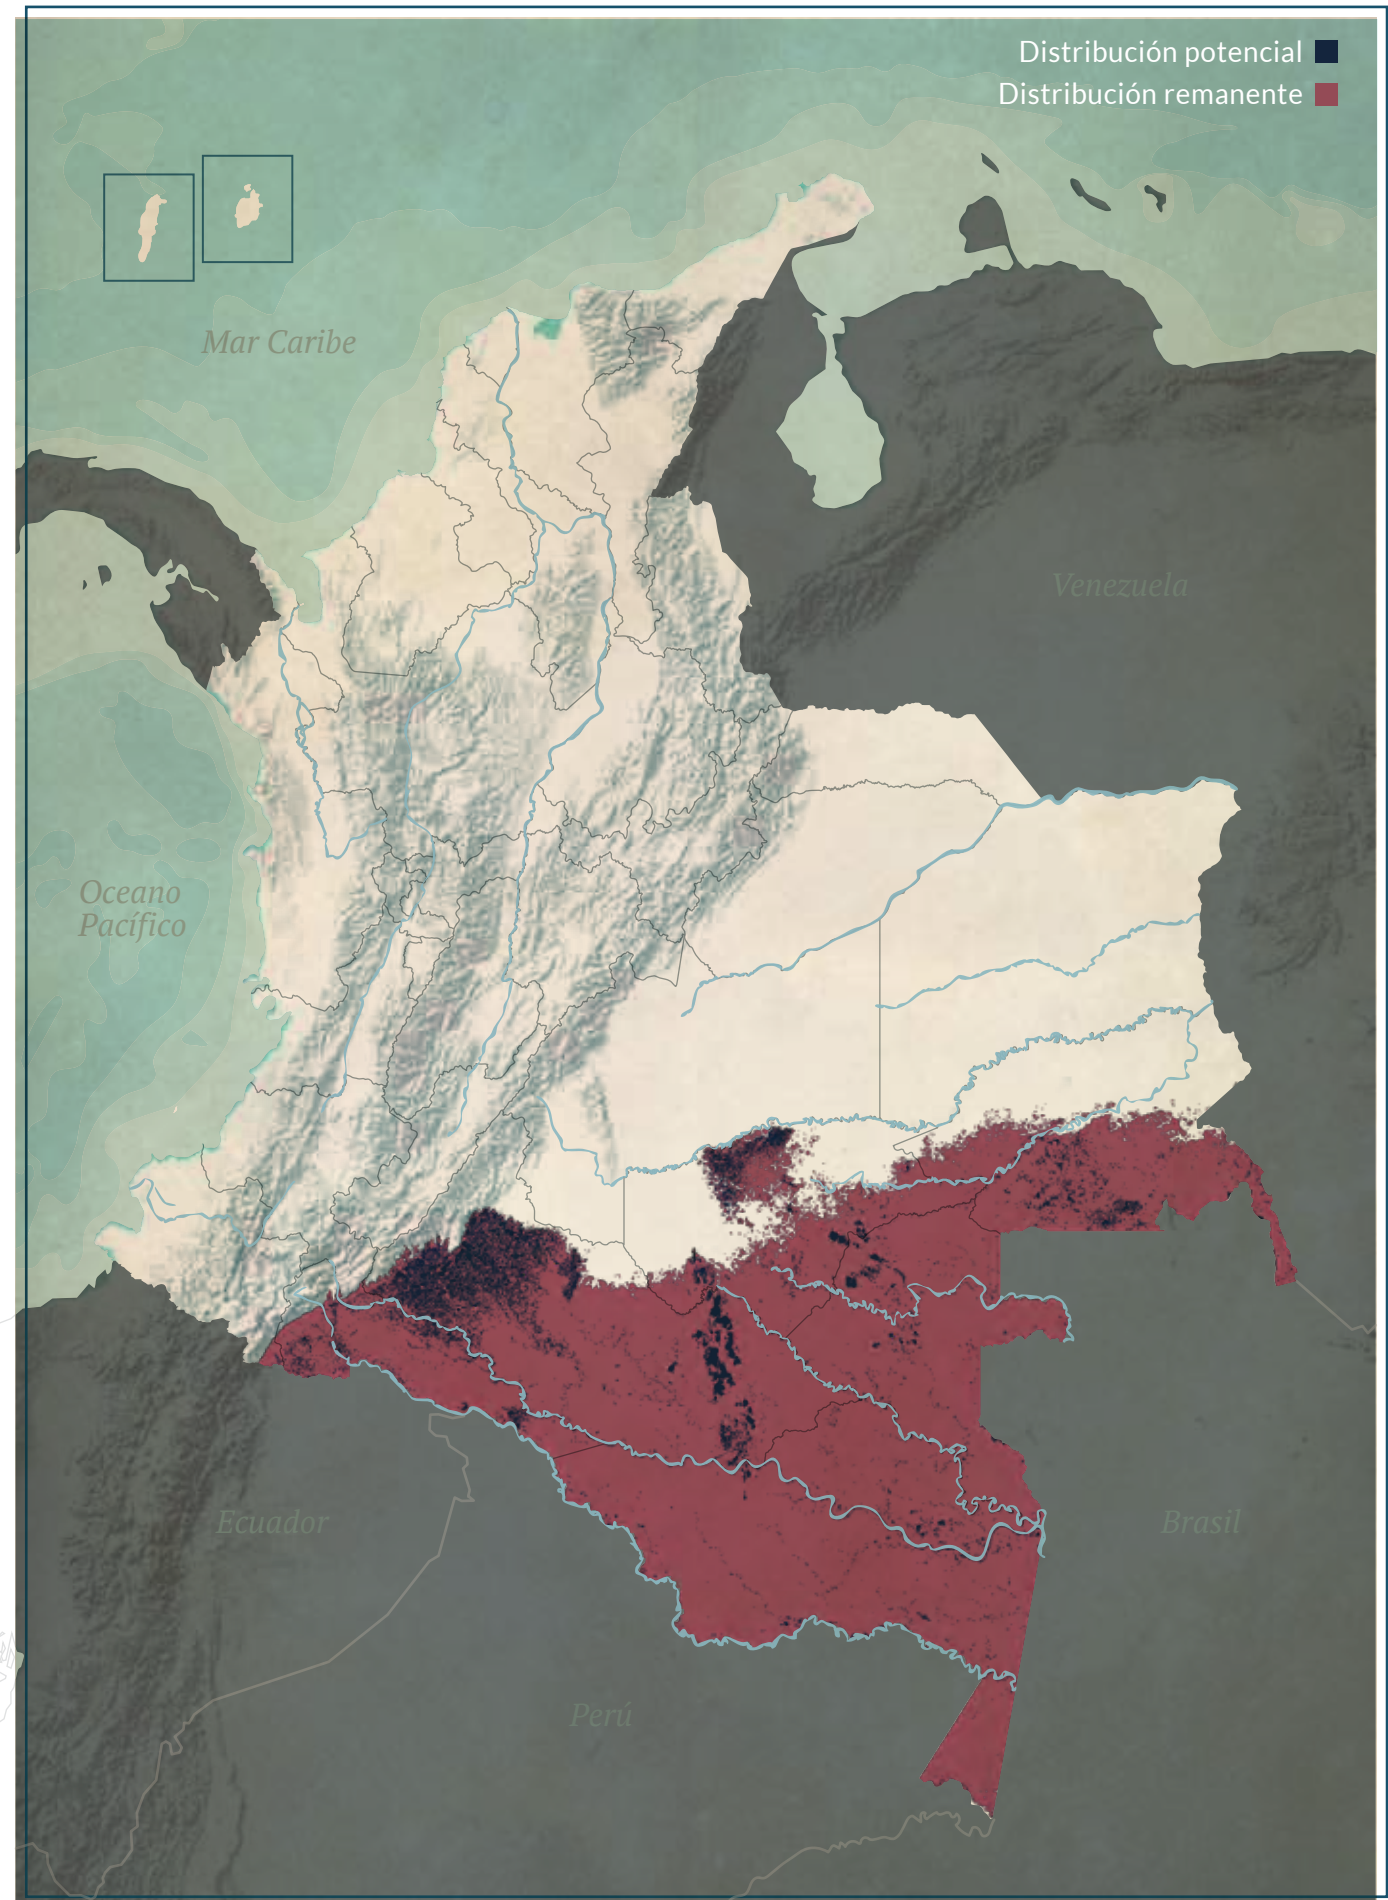 Distribución potencial
Distribución remanente
Mar Caribe
Venezuela
Oceano
Pacífico
Ecuador
Brasil
Perú